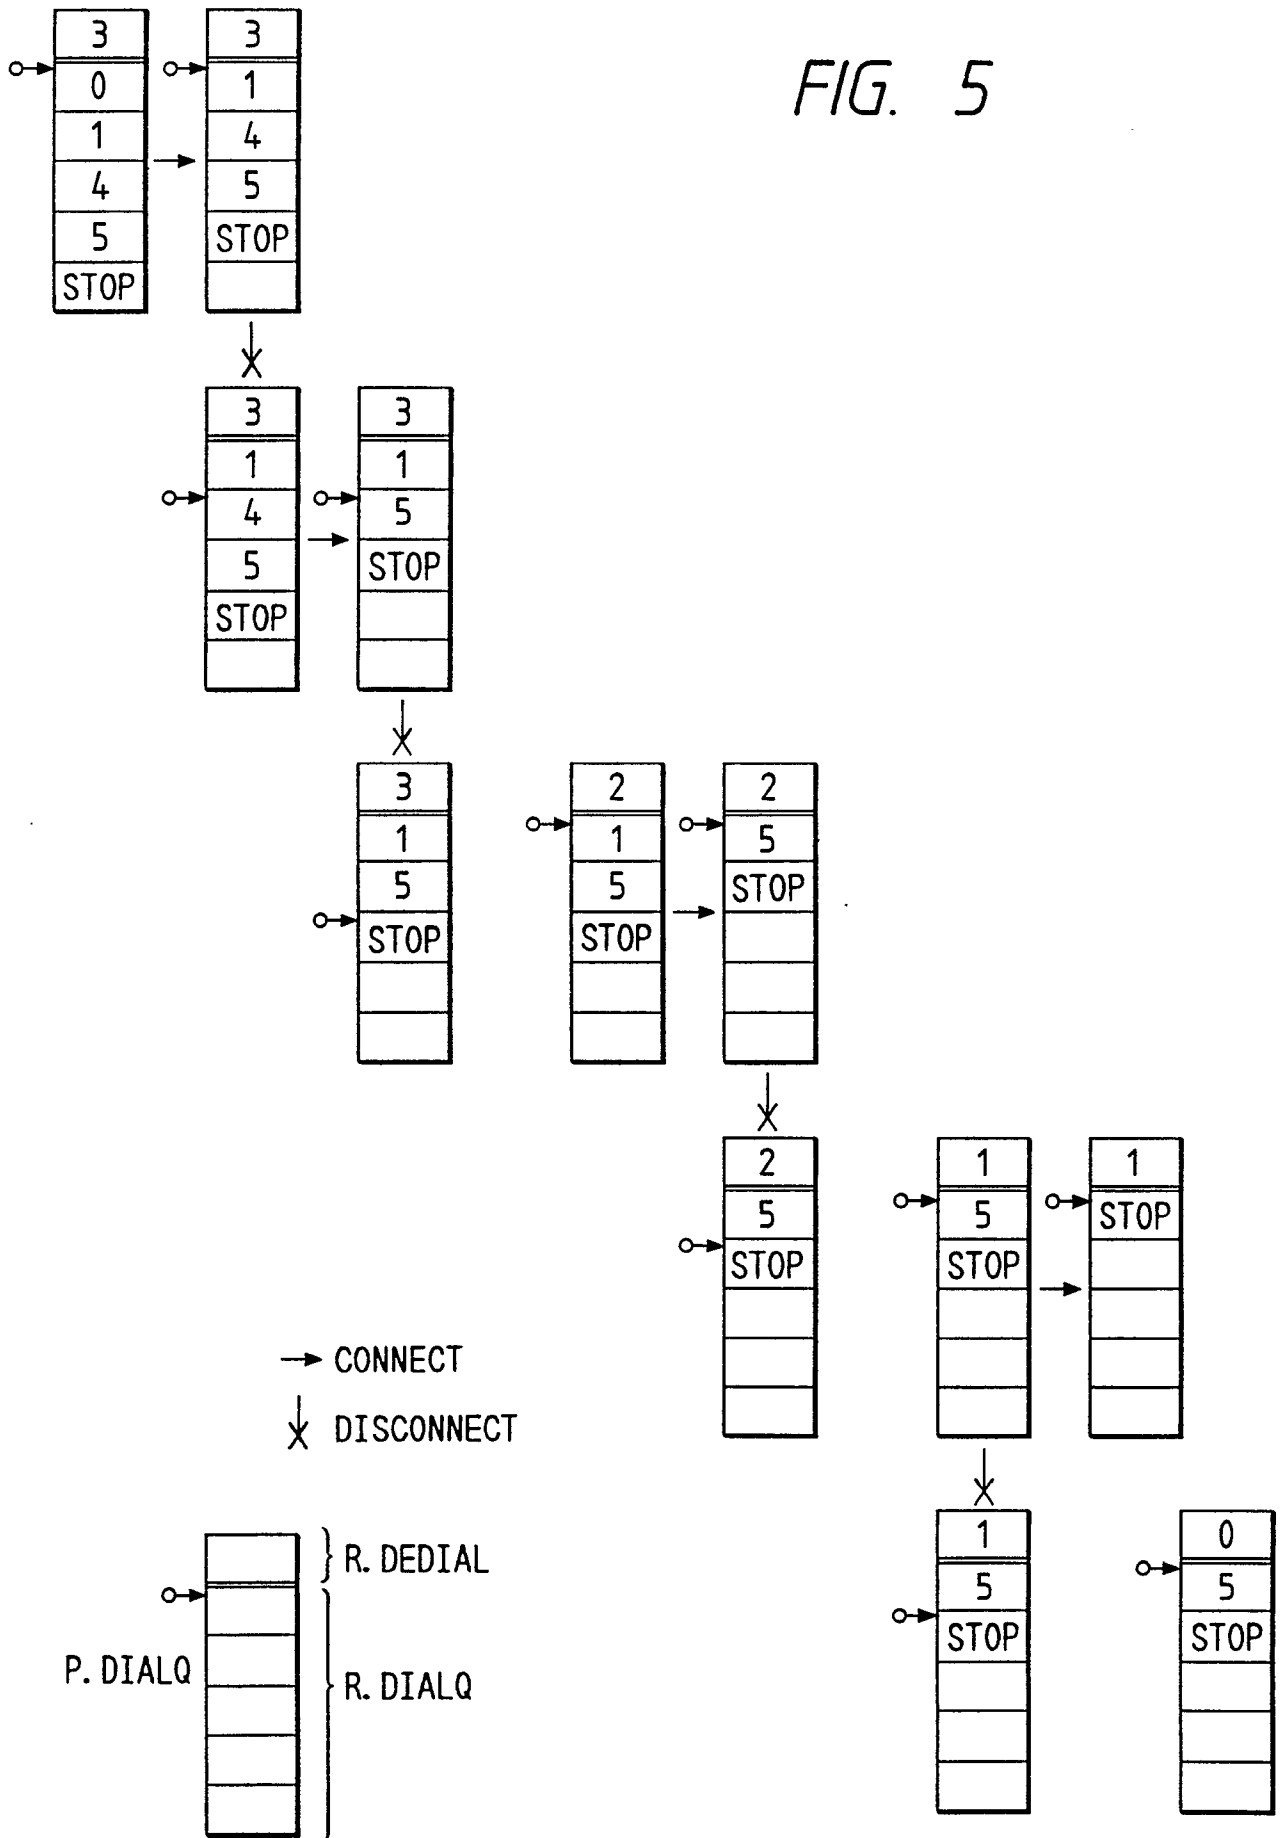 FIG. 5
3 3
0 1
1 4
4 5
5 STOP
STOP
3 3
1 1
4 5
5 STOP
STOP
3 2 2
1 1 5
5 5 STOP
STOP STOP
2 1 1
5 5 STOP
STOP STOP
CONNECT
DISCONNECT
1 0
5 5
STOP STOP
R. DEDIAL
P. DIALQ
R. DIALQ